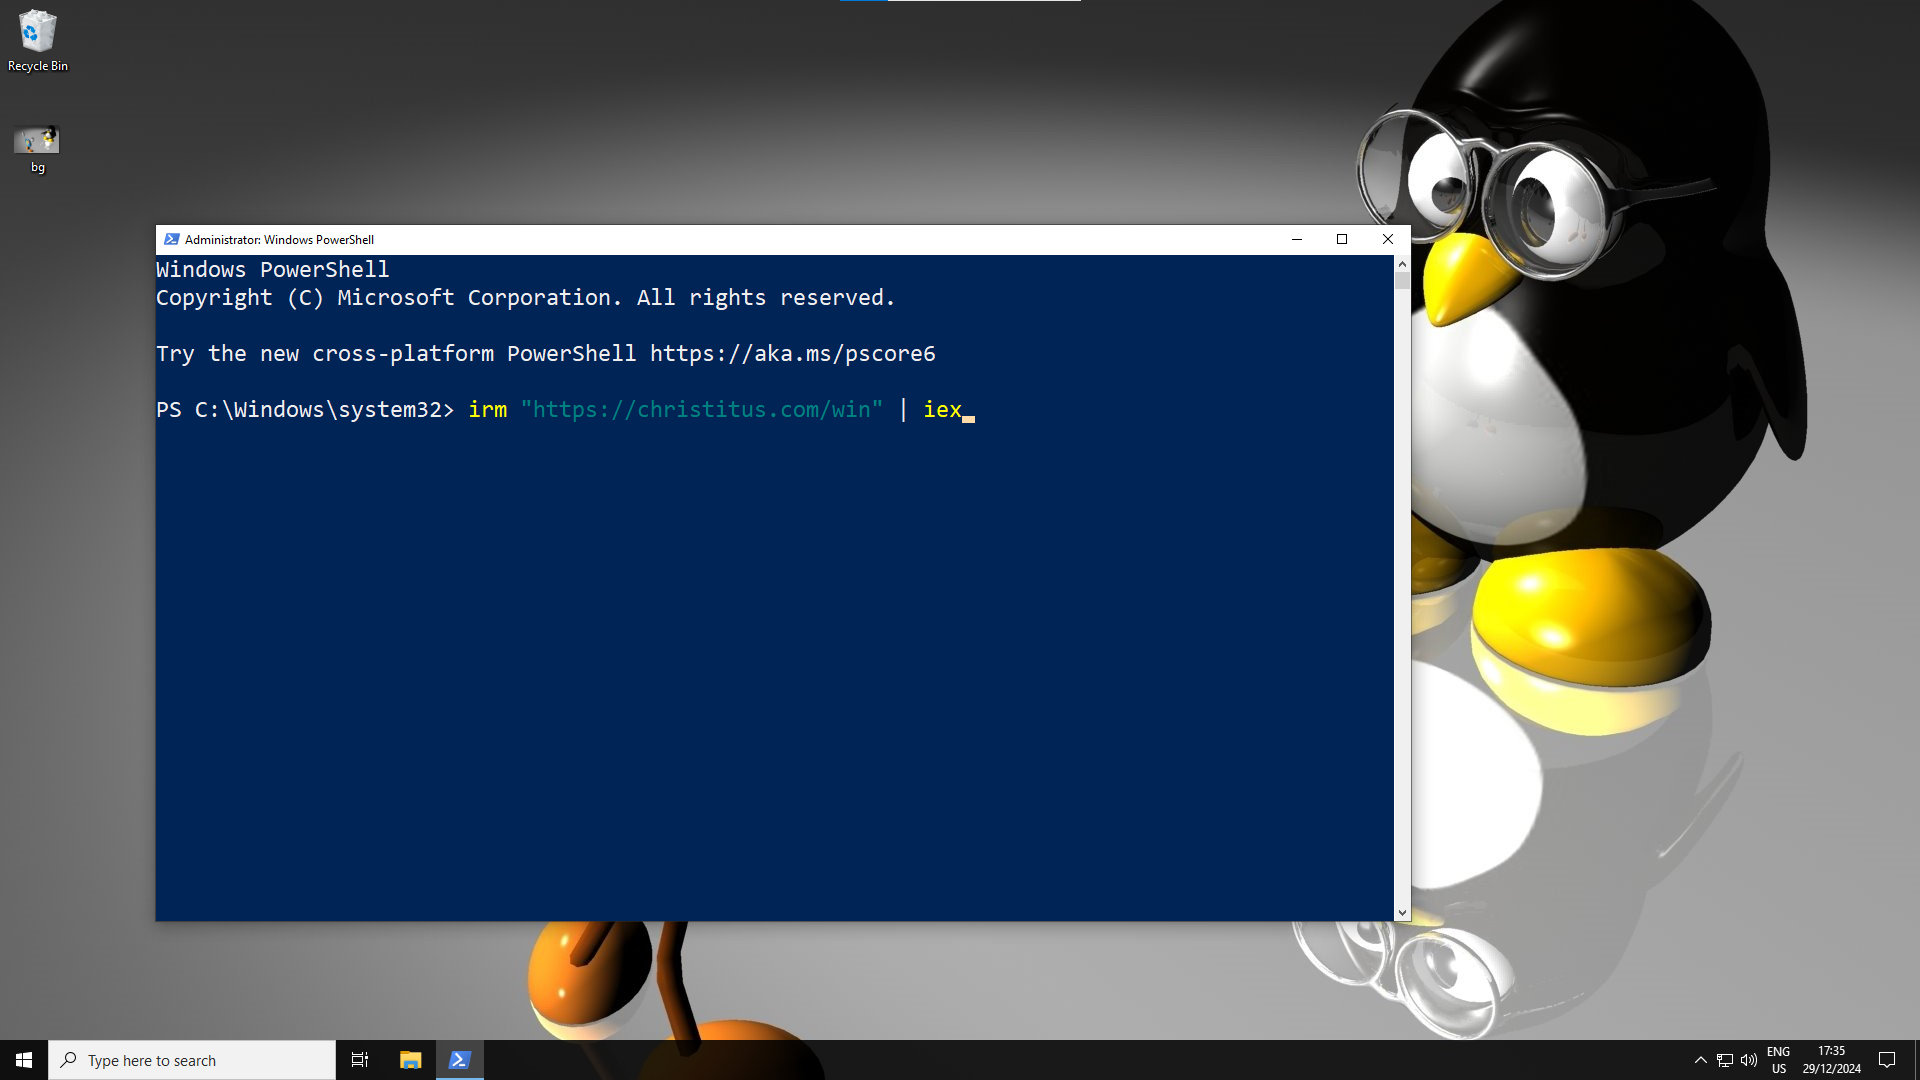 Recycle Bin
bg
Administrator: Windows PowerShell
Windows PowerShell
Copyright (C) Microsoft Corporation. All rights reserved.
Try the new cross-platform PowerShell https://aka.ms/pscore6
PS C:\Windows\system32> irm "https://christitus.com/win" | iex
Type here to search
ENG
US
17:35
29/12/2024